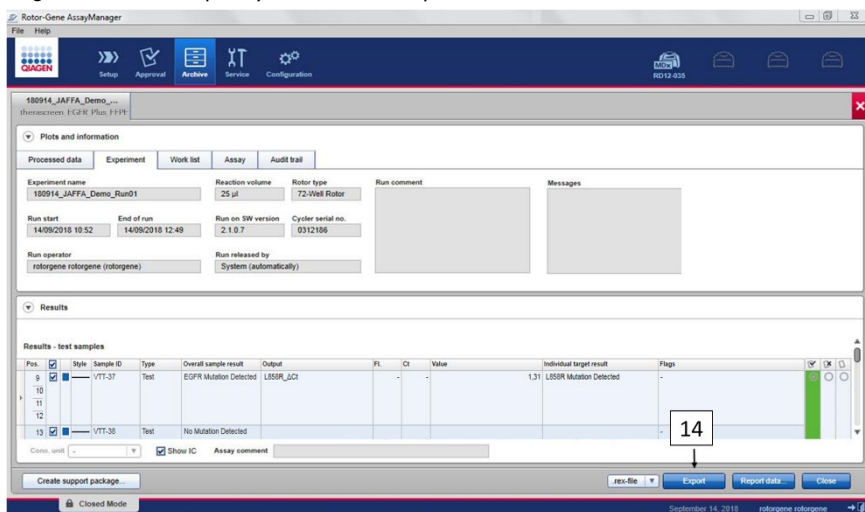 Rotor-Gene AssayManager
File Help
QIAGEN
Setup Approval Archive Service Configuration
MDx
RD12-035
180914_JAFFA_Demo_...
therascreen EGFR Plus FFPE
Plots and information
Processed data Experiment Work list Assay Audit trail
Experiment name Reaction volume Rotor type Run comment Messages
180914_JAFFA_Demo_Run01 25 µl 72-Well Rotor
Run start End of run Run on SW version Cycler serial no.
14/09/2018 10:52 14/09/2018 12:49 2.1.0.7 0312186
Run operator Run released by
rotorgene rotorgene (rotorgene) System (automatically)
Results
Results - test samples
Pos. Style Sample ID Type Overall sample result Output Fl. Ct Value Individual target result Flags
9 VTT-37 Test EGFR Mutation Detected L858R_ΔCt - - 1,31 L858R Mutation Detected -
10
11
12
13 VTT-38 Test No Mutation Detected -
14
Conc. unit - Show IC Assay comment
Create support package... .rex-file Export Report data... Close
Closed Mode
September 14, 2018 rotorgene rotorgene